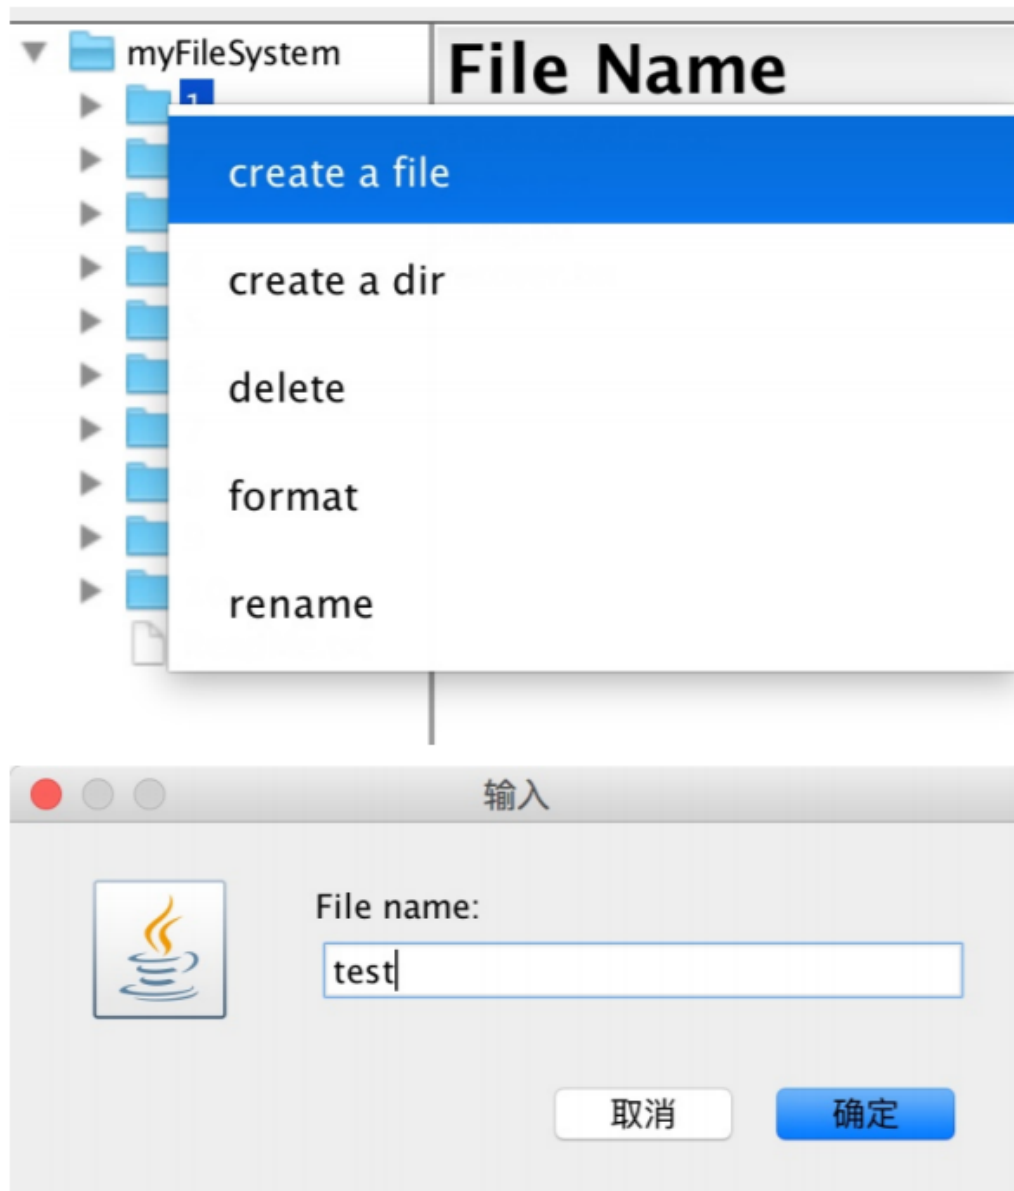 myFileSystem
File Name
1
create a file
create a dir
delete
format
rename
输入
File name:
test
取消
确定